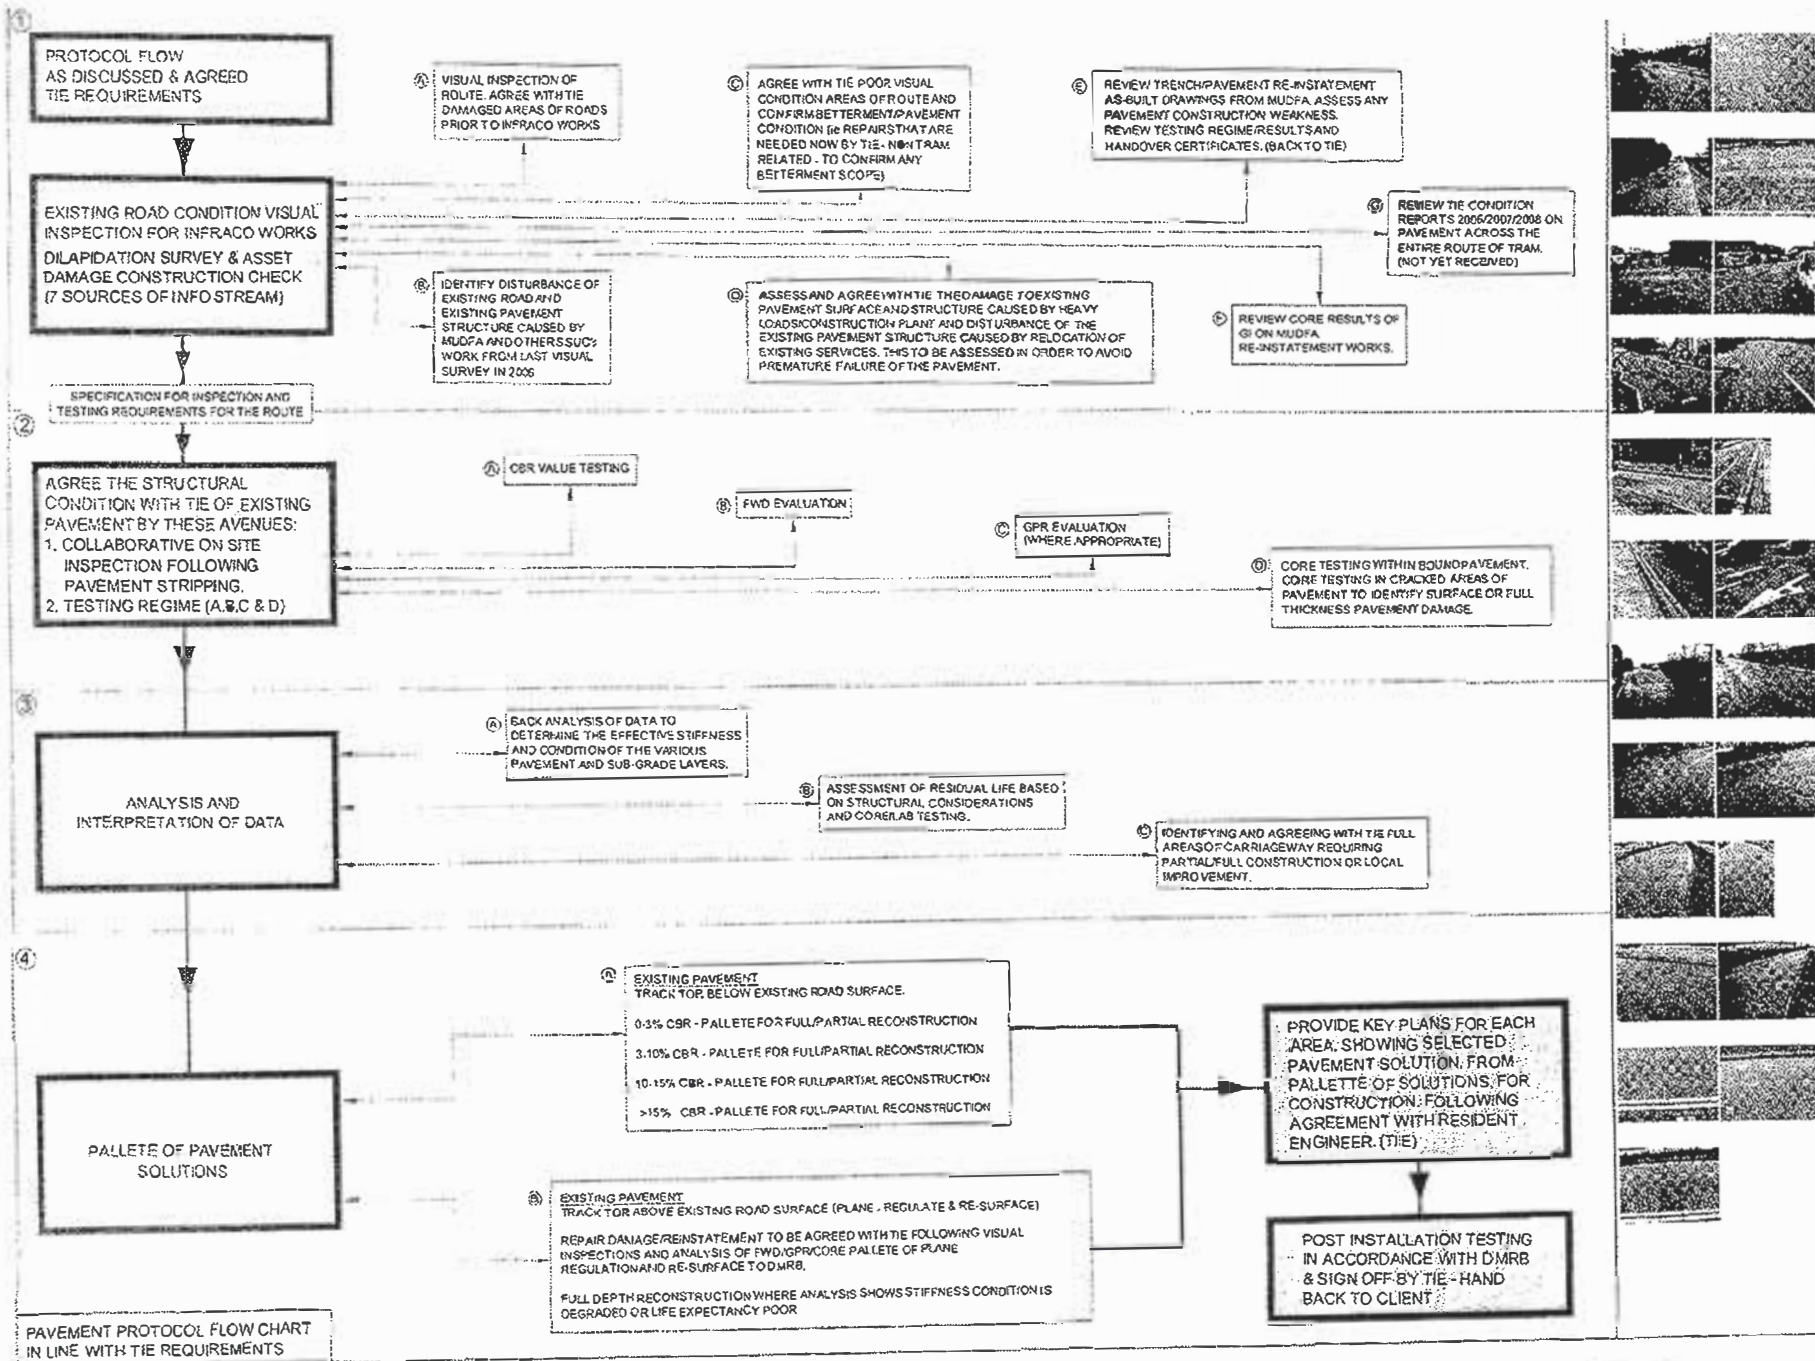 ①
PROTOCOL FLOW
AS DISCUSSED & AGREED
TIE REQUIREMENTS
Ⓐ VISUAL INSPECTION OF
ROUTE. AGREE WITH TIE
DAMAGED AREAS OF ROADS
PRIOR TO INFRACO WORKS
Ⓒ AGREE WITH TIE POOR VISUAL
CONDITION AREAS OF ROUTE AND
CONFIRM BETTERMENT/PAVEMENT
CONDITION (ie REPAIRS THAT ARE
NEEDED NOW BY TIE - NON TRAM
RELATED - TO CONFIRM ANY
BETTERMENT SCOPE)
Ⓔ REVIEW TRENCH/PAVEMENT RE-INSTATEMENT
AS-BUILT DRAWINGS FROM MUDFA. ASSESS ANY
PAVEMENT CONSTRUCTION WEAKNESS.
REVIEW TESTING REGIME/RESULTS AND
HANDOVER CERTIFICATES. (BACK TO TIE)
EXISTING ROAD CONDITION VISUAL
INSPECTION FOR INFRACO WORKS
DILAPIDATION SURVEY & ASSET
DAMAGE CONSTRUCTION CHECK
(7 SOURCES OF INFO STREAM)
Ⓖ REVIEW TIE CONDITION
REPORTS 2006/2007/2008 ON
PAVEMENT ACROSS THE
ENTIRE ROUTE OF TRAM.
(NOT YET RECEIVED)
Ⓑ IDENTIFY DISTURBANCE OF
EXISTING ROAD AND
EXISTING PAVEMENT
STRUCTURE CAUSED BY
MUDFA AND OTHERS SUC's
WORK FROM LAST VISUAL
SURVEY IN 2006
Ⓓ ASSESS AND AGREE WITH TIE THE DAMAGE TO EXISTING
PAVEMENT SURFACE AND STRUCTURE CAUSED BY HEAVY
LOADS/CONSTRUCTION PLANT AND DISTURBANCE OF THE
EXISTING PAVEMENT STRUCTURE CAUSED BY RELOCATION OF
EXISTING SERVICES. THIS TO BE ASSESSED IN ORDER TO AVOID
PREMATURE FAILURE OF THE PAVEMENT.
Ⓕ REVIEW CORE RESULTS OF
GI ON MUDFA
RE-INSTATEMENT WORKS.
SPECIFICATION FOR INSPECTION AND
TESTING REQUIREMENTS FOR THE ROUTE
②
AGREE THE STRUCTURAL
CONDITION WITH TIE OF EXISTING
PAVEMENT BY THESE AVENUES:
1. COLLABORATIVE ON SITE
INSPECTION FOLLOWING
PAVEMENT STRIPPING.
2. TESTING REGIME (A,B,C & D)
Ⓐ CBR VALUE TESTING
Ⓑ FWD EVALUATION
Ⓒ GPR EVALUATION
(WHERE APPROPRIATE)
Ⓓ CORE TESTING WITHIN BOUND PAVEMENT.
CORE TESTING IN CRACKED AREAS OF
PAVEMENT TO IDENTIFY SURFACE OR FULL
THICKNESS PAVEMENT DAMAGE.
③
ANALYSIS AND
INTERPRETATION OF DATA
Ⓐ BACK ANALYSIS OF DATA TO
DETERMINE THE EFFECTIVE STIFFNESS
AND CONDITION OF THE VARIOUS
PAVEMENT AND SUB-GRADE LAYERS.
Ⓑ ASSESSMENT OF RESIDUAL LIFE BASED
ON STRUCTURAL CONSIDERATIONS
AND CORE/LAB TESTING.
Ⓒ IDENTIFYING AND AGREEING WITH TIE FULL
AREAS OF CARRIAGEWAY REQUIRING
PARTIAL/FULL CONSTRUCTION OR LOCAL
IMPROVEMENT.
④
PALLETE OF PAVEMENT
SOLUTIONS
Ⓐ EXISTING PAVEMENT
TRACK TOR BELOW EXISTING ROAD SURFACE.
0-3% CBR - PALLETE FOR FULL/PARTIAL RECONSTRUCTION
3-10% CBR - PALLETE FOR FULL/PARTIAL RECONSTRUCTION
10-15% CBR - PALLETE FOR FULL/PARTIAL RECONSTRUCTION
>15% CBR - PALLETE FOR FULL/PARTIAL RECONSTRUCTION
Ⓑ EXISTING PAVEMENT
TRACK TOR ABOVE EXISTING ROAD SURFACE (PLANE - REGULATE & RE-SURFACE)
REPAIR DAMAGE/REINSTATEMENT TO BE AGREED WITH TIE FOLLOWING VISUAL
INSPECTIONS AND ANALYSIS OF FWD/GPR/CORE PALLETE OF PLANE
REGULATION AND RE-SURFACE TO DMRB.
FULL DEPTH RECONSTRUCTION WHERE ANALYSIS SHOWS STIFFNESS CONDITION IS
DEGRADED OR LIFE EXPECTANCY POOR
PROVIDE KEY PLANS FOR EACH
AREA, SHOWING SELECTED
PAVEMENT SOLUTION, FROM
PALLETTE OF SOLUTIONS, FOR
CONSTRUCTION, FOLLOWING
AGREEMENT WITH RESIDENT
ENGINEER. (TIE)
POST INSTALLATION TESTING
IN ACCORDANCE WITH DMRB
& SIGN OFF BY TIE - HAND
BACK TO CLIENT
PAVEMENT PROTOCOL FLOW CHART
IN LINE WITH TIE REQUIREMENTS